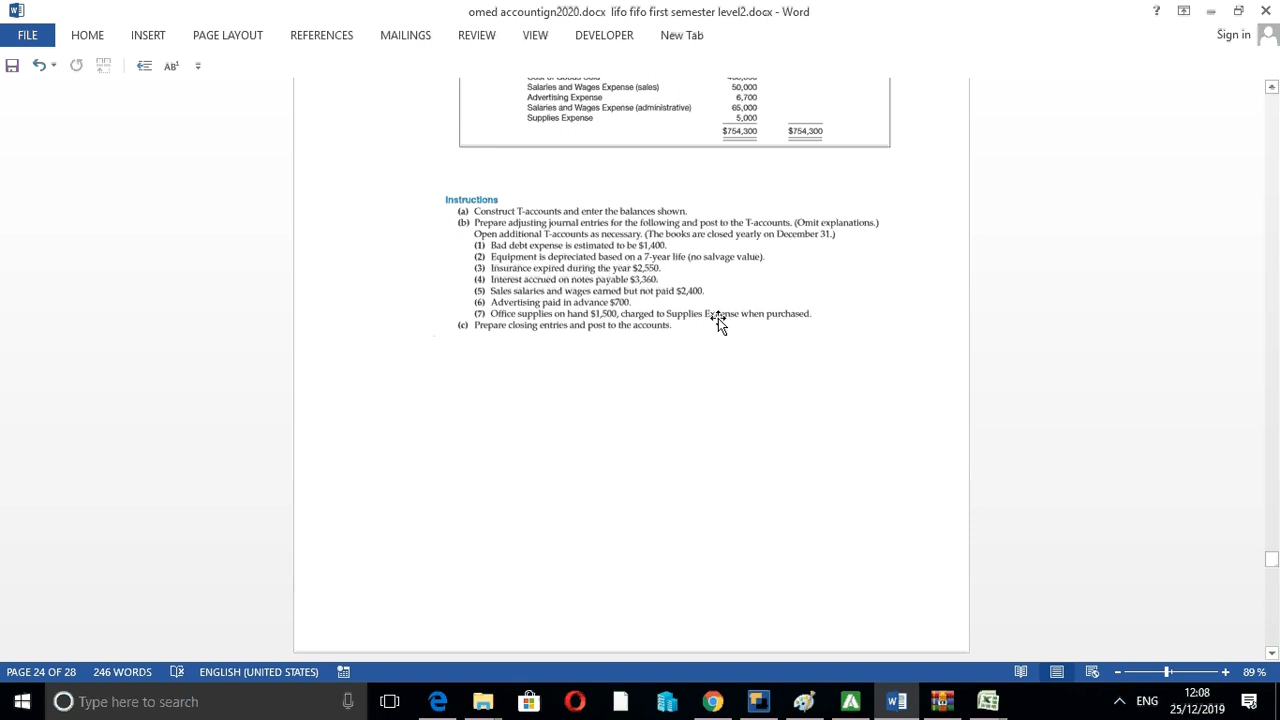 omed accountign2020.docx  lifo fifo first semester level2.docx - Word
FILE HOME INSERT PAGE LAYOUT REFERENCES MAILINGS REVIEW VIEW DEVELOPER New Tab Sign in
AB¹
Salaries and Wages Expense (sales) 50,000
Advertising Expense 6,700
Salaries and Wages Expense (administrative) 65,000
Supplies Expense 5,000
$754,300 $754,300
Instructions
(a) Construct T-accounts and enter the balances shown.
(b) Prepare adjusting journal entries for the following and post to the T-accounts. (Omit explanations.)
Open additional T-accounts as necessary. (The books are closed yearly on December 31.)
(1) Bad debt expense is estimated to be $1,400.
(2) Equipment is depreciated based on a 7-year life (no salvage value).
(3) Insurance expired during the year $2,550.
(4) Interest accrued on notes payable $3,360.
(5) Sales salaries and wages earned but not paid $2,400.
(6) Advertising paid in advance $700.
(7) Office supplies on hand $1,500, charged to Supplies Expense when purchased.
(c) Prepare closing entries and post to the accounts.
PAGE 24 OF 28 246 WORDS ENGLISH (UNITED STATES) 89 %
Type here to search
ENG
12:08
25/12/2019